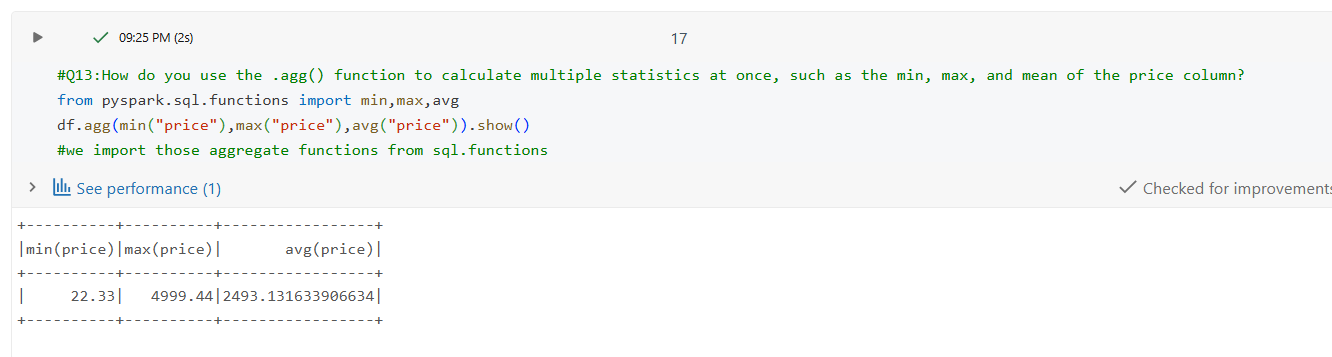 09:25 PM (2s)
17
#Q13:How do you use the .agg() function to calculate multiple statistics at once, such as the min, max, and mean of the price column?
from pyspark.sql.functions import min,max,avg
df.agg(min("price"),max("price"),avg("price")).show()
#we import those aggregate functions from sql.functions
See performance (1)
Checked for improvements
+----------+----------+-----------------+
|min(price)|max(price)|       avg(price)|
+----------+----------+-----------------+
|     22.33|   4999.44|2493.131633906634|
+----------+----------+-----------------+